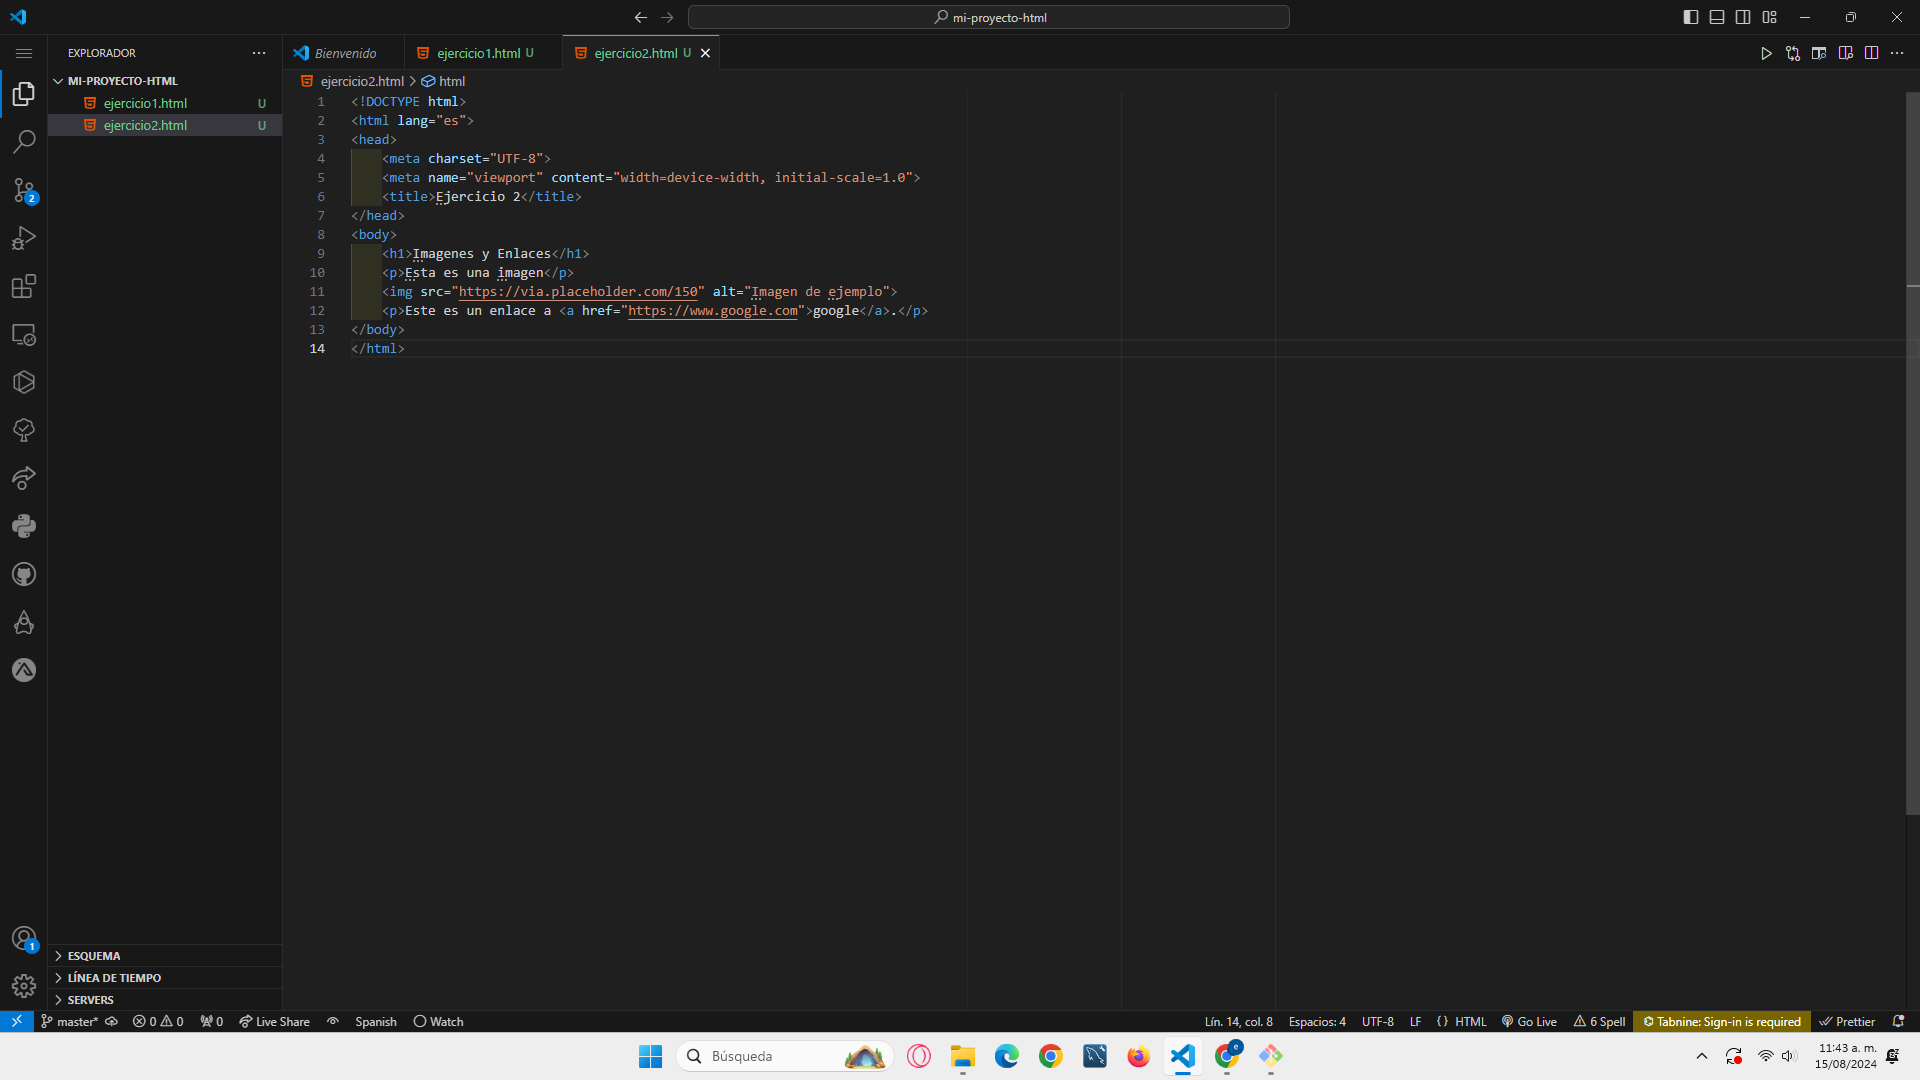 mi-proyecto-html
EXPLORADOR
MI-PROYECTO-HTML
ejercicio1.html U
ejercicio2.html U
Bienvenido
ejercicio1.html U
ejercicio2.html U
ejercicio2.html > html
1 <!DOCTYPE html>
2 <html lang="es">
3 <head>
4 <meta charset="UTF-8">
5 <meta name="viewport" content="width=device-width, initial-scale=1.0">
6 <title>Ejercicio 2</title>
7 </head>
8 <body>
9 <h1>Imagenes y Enlaces</h1>
10 <p>Esta es una imagen</p>
11 <img src="https://via.placeholder.com/150" alt="Imagen de ejemplo">
12 <p>Este es un enlace a <a href="https://www.google.com">google</a>.</p>
13 </body>
14 </html>
2
1
ESQUEMA
LÍNEA DE TIEMPO
SERVERS
master* 0 0 0 Live Share Spanish Watch Lín. 14, col. 8 Espacios: 4 UTF-8 LF {} HTML Go Live 6 Spell Tabnine: Sign-in is required Prettier
Búsqueda
e
11:43 a. m.
15/08/2024